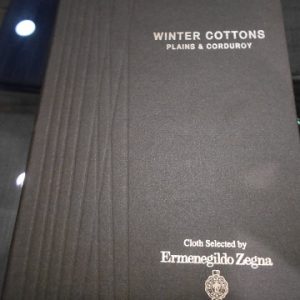 WINTER COTTONS
PLAINS & CORDUROY
Cloth Selected by
Ermenegildo Zegna